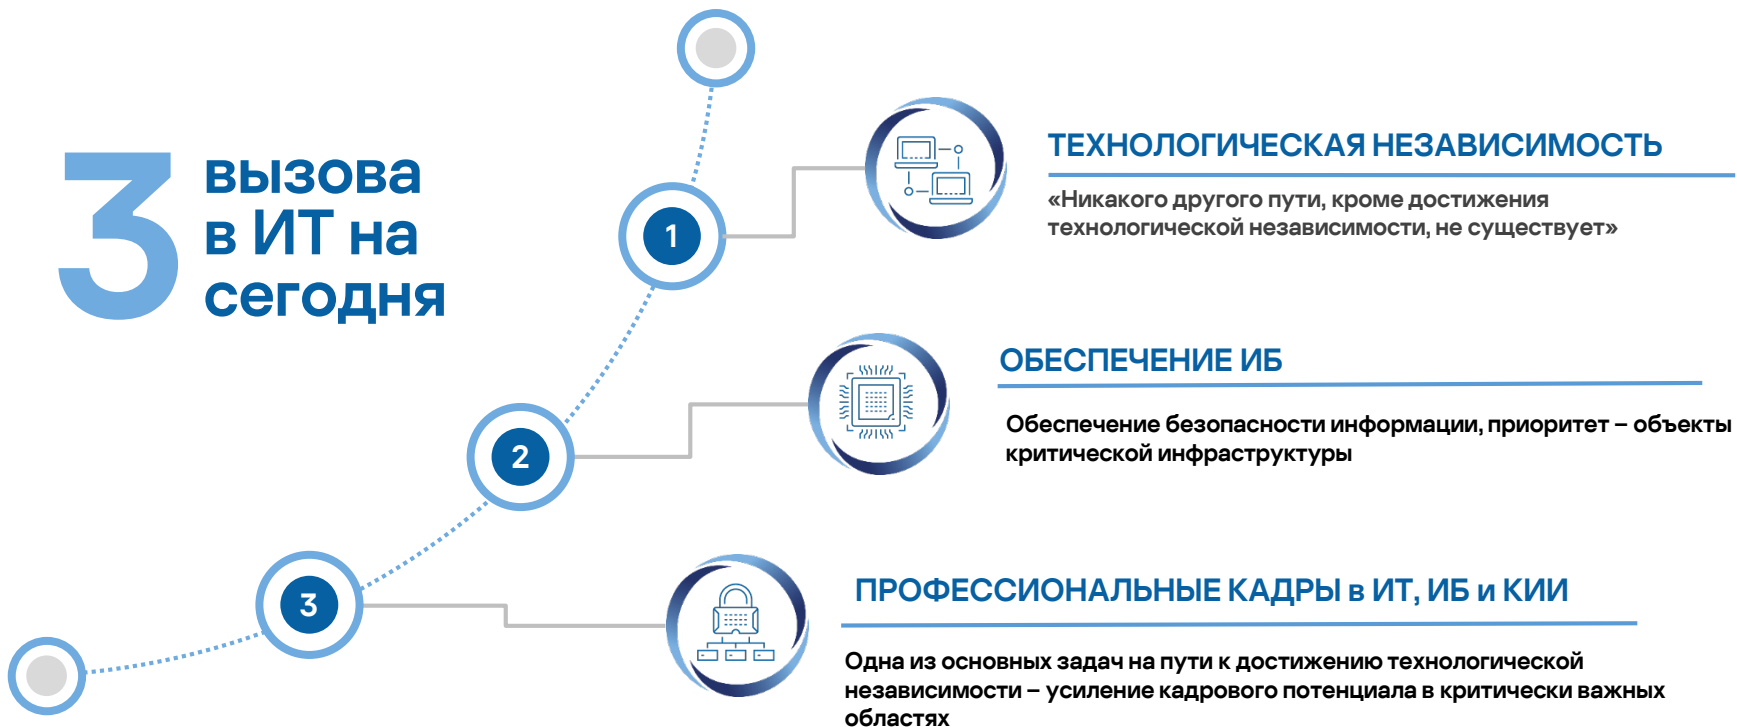 3
вызова
в ИТ на
сегодня
1
ТЕХНОЛОГИЧЕСКАЯ НЕЗАВИСИМОСТЬ
«Никакого другого пути, кроме достижения
технологической независимости, не существует»
2
ОБЕСПЕЧЕНИЕ ИБ
Обеспечение безопасности информации, приоритет – объекты
критической инфраструктуры
3
ПРОФЕССИОНАЛЬНЫЕ КАДРЫ в ИТ, ИБ и КИИ
Одна из основных задач на пути к достижению технологической
независимости – усиление кадрового потенциала в критически важных
областях